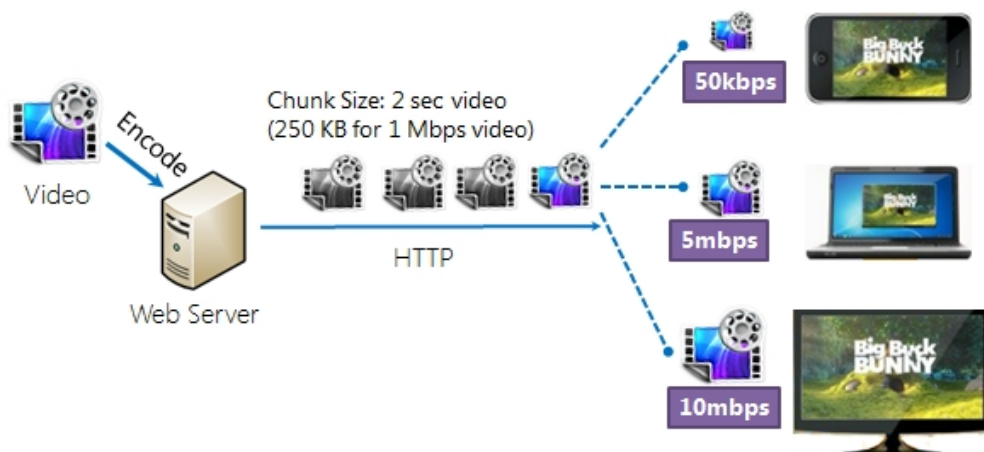 Video
Encode
Web Server
Chunk Size: 2 sec video
(250 KB for 1 Mbps video)
HTTP
50kbps
Big Buck
BUNNY
5mbps
Big Buck
BUNNY
10mbps
Big Buck
BUNNY